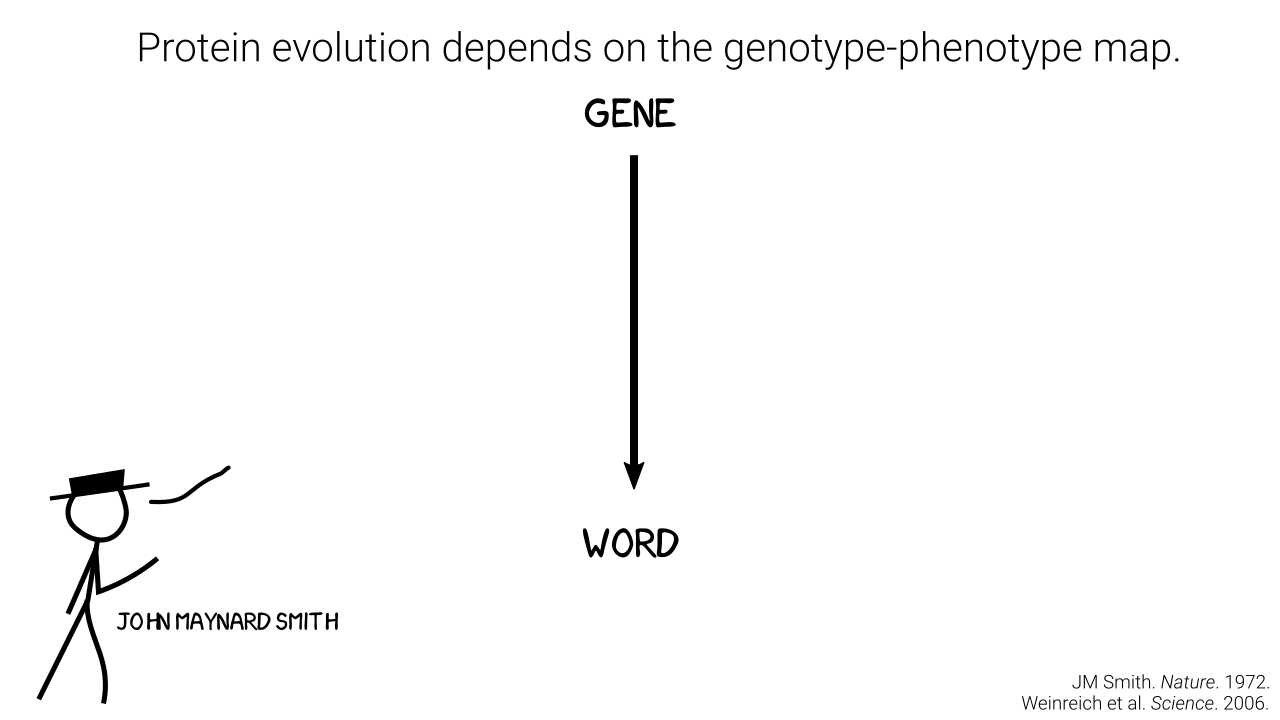 Protein evolution depends on the genotype-phenotype map.
GENE
WORD
JOHN MAYNARD SMITH
JM Smith. Nature. 1972.
Weinreich et al. Science. 2006.